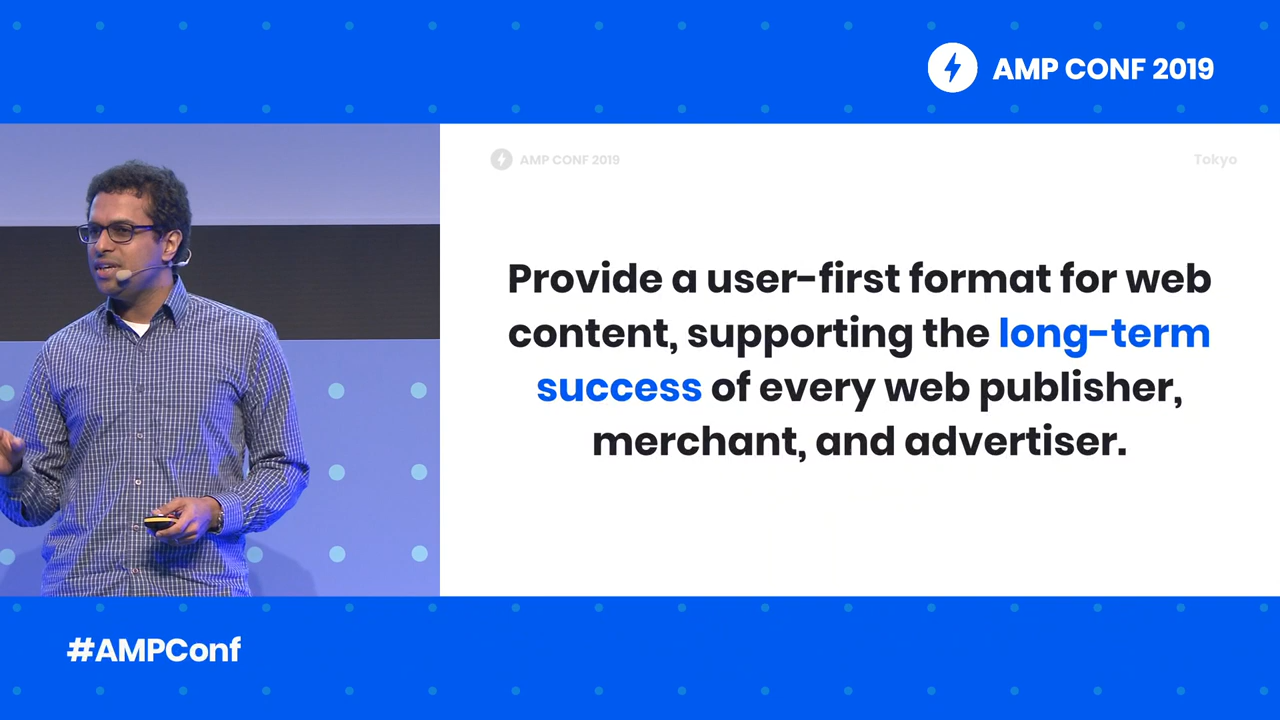 AMP CONF 2019
AMP CONF 2019
Tokyo
Provide a user-first format for web
content, supporting the long-term
success of every web publisher,
merchant, and advertiser.
#AMPConf